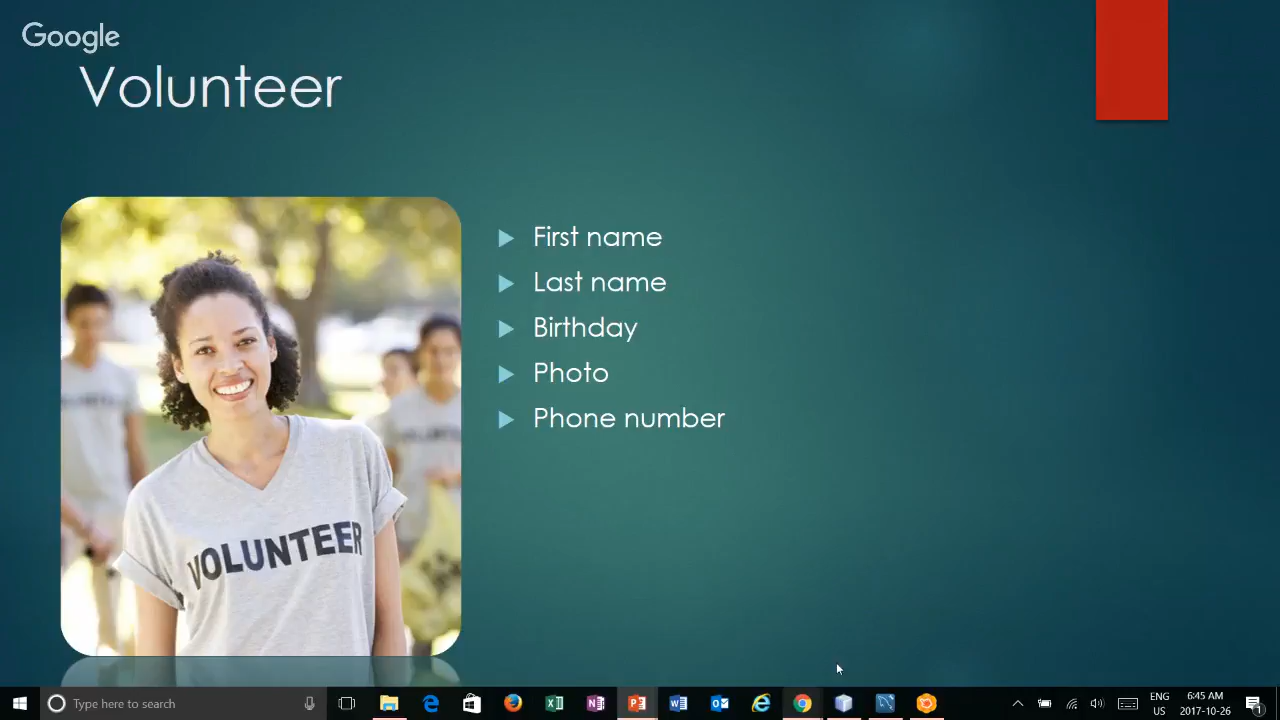 Google
Volunteer
First name
Last name
Birthday
Photo
Phone number
VOLUNTEER
Type here to search
ENG
US
6:45 AM
2017-10-26